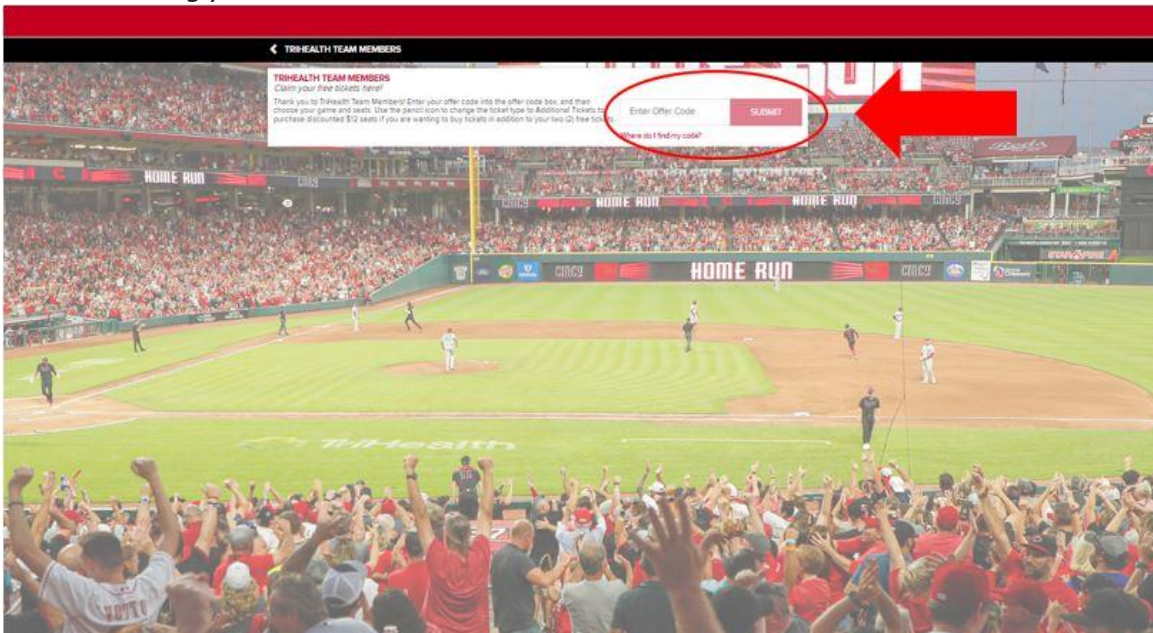 TRIHEALTH TEAM MEMBERS
TRIHEALTH TEAM MEMBERS
Claim your free tickets here!
Thank you to TriHealth Team Members! Enter your offer code into the offer code box, and then
choose your game and seats. Use the pencil icon to change the ticket type to Additional Tickets to
purchase discounted $12 seats if you are wanting to buy tickets in addition to your two (2) free tickets.
Enter Offer Code
SUBMIT
Where do I find my code?
HOME RUN
HOME RUN
HOME RUN
CINCY
HOME RUN
CINCY
TriHealth
VOTTO